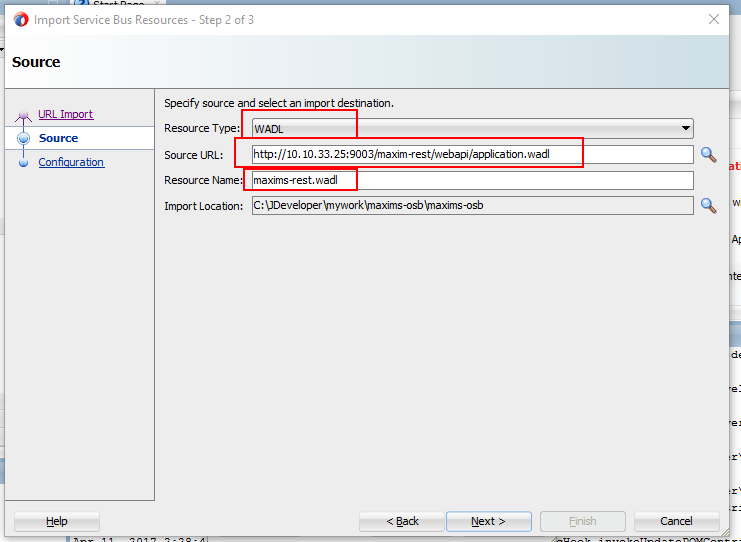 Start Page
Import Service Bus Resources - Step 2 of 3
Source
URL Import
Source
Configuration
Specify source and select an import destination.
Resource Type: WADL
Source URL: http://10.10.33.25:9003/maxim-rest/webapi/application.wadl
Resource Name: maxims-rest.wadl
Import Location: C:\JDeveloper\mywork\maxims-osb\maxims-osb
Help
< Back
Next >
Finish
Cancel